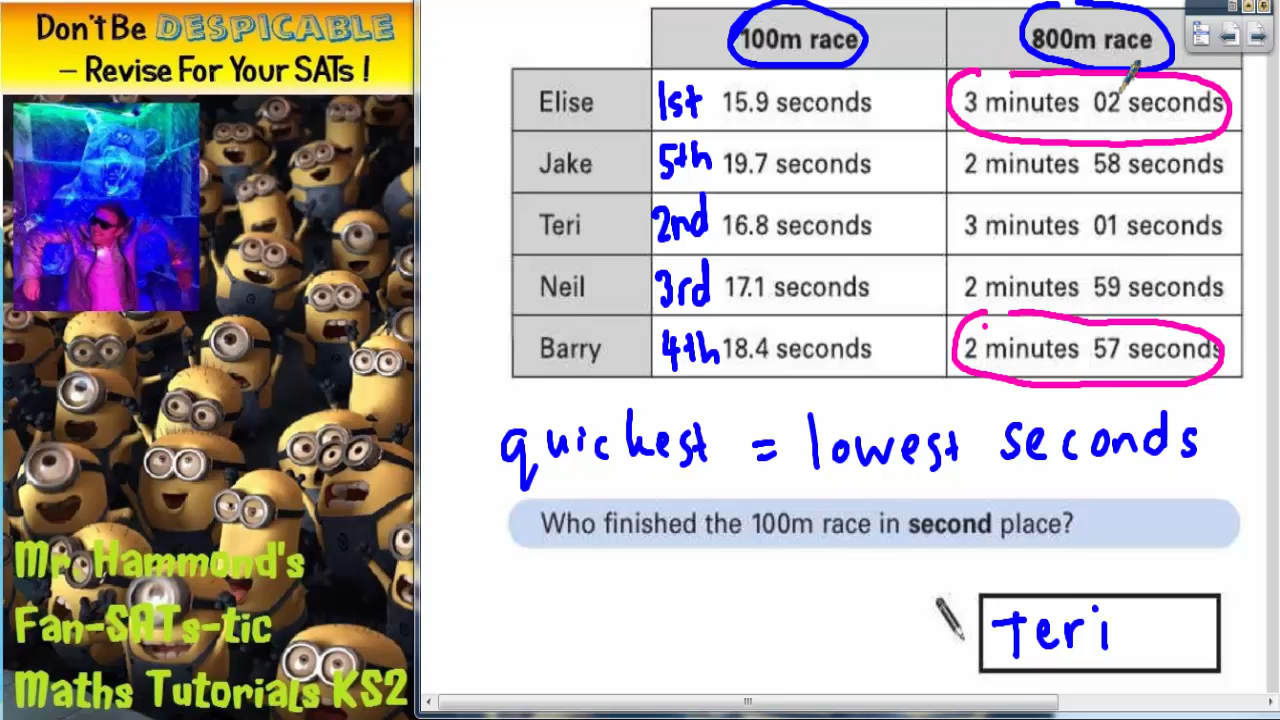 Don't Be DESPICABLE
– Revise For Your SATs !
Mr. Hammond's
Fan-SATs-tic
Maths Tutorials KS2
100m race 800m race
Elise 1st 15.9 seconds 3 minutes 02 seconds
Jake 5th 19.7 seconds 2 minutes 58 seconds
Teri 2nd 16.8 seconds 3 minutes 01 seconds
Neil 3rd 17.1 seconds 2 minutes 59 seconds
Barry 4th 18.4 seconds 2 minutes 57 seconds
quickest = lowest seconds
Who finished the 100m race in second place?
Teri